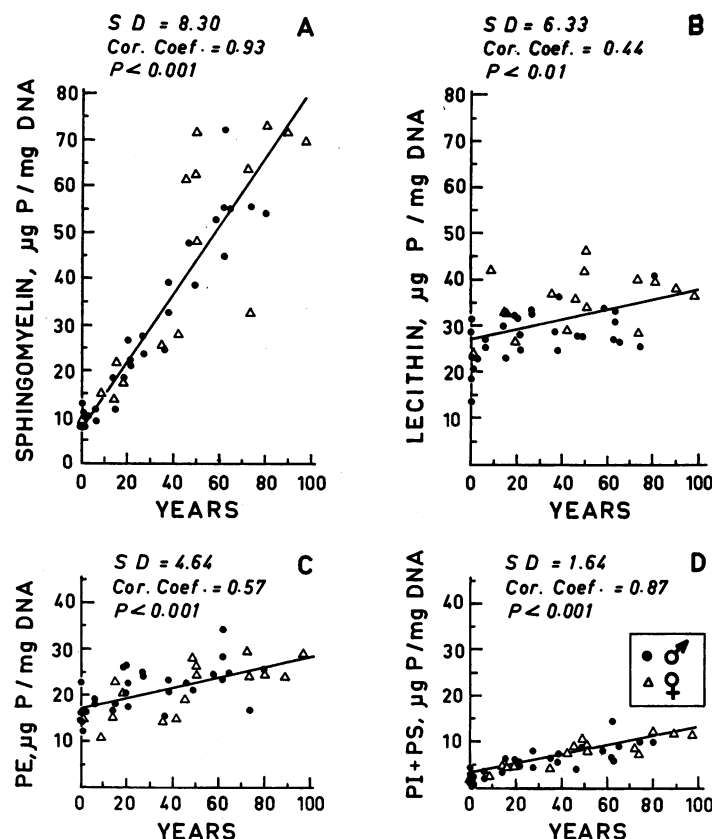 A
S D = 8.30
Cor. Coef. = 0.93
P < 0.001
SPHINGOMYELIN, µg P / mg DNA
80
70
60
50
40
30
20
10
0
0 20 40 60 80 100
YEARS
B
S D = 6.33
Cor. Coef. = 0.44
P < 0.01
LECITHIN, µg P / mg DNA
80
70
60
50
40
30
20
10
0 20 40 60 80 100
YEARS
C
S D = 4.64
Cor. Coef. = 0.57
P < 0.001
PE, µg P / mg DNA
40
30
20
10
0 20 40 60 80 100
YEARS
D
S D = 1.64
Cor. Coef. = 0.87
P < 0.001
PI+PS, µg P/mg DNA
40
30
20
10
0 20 40 60 80 100
YEARS
♂
♀